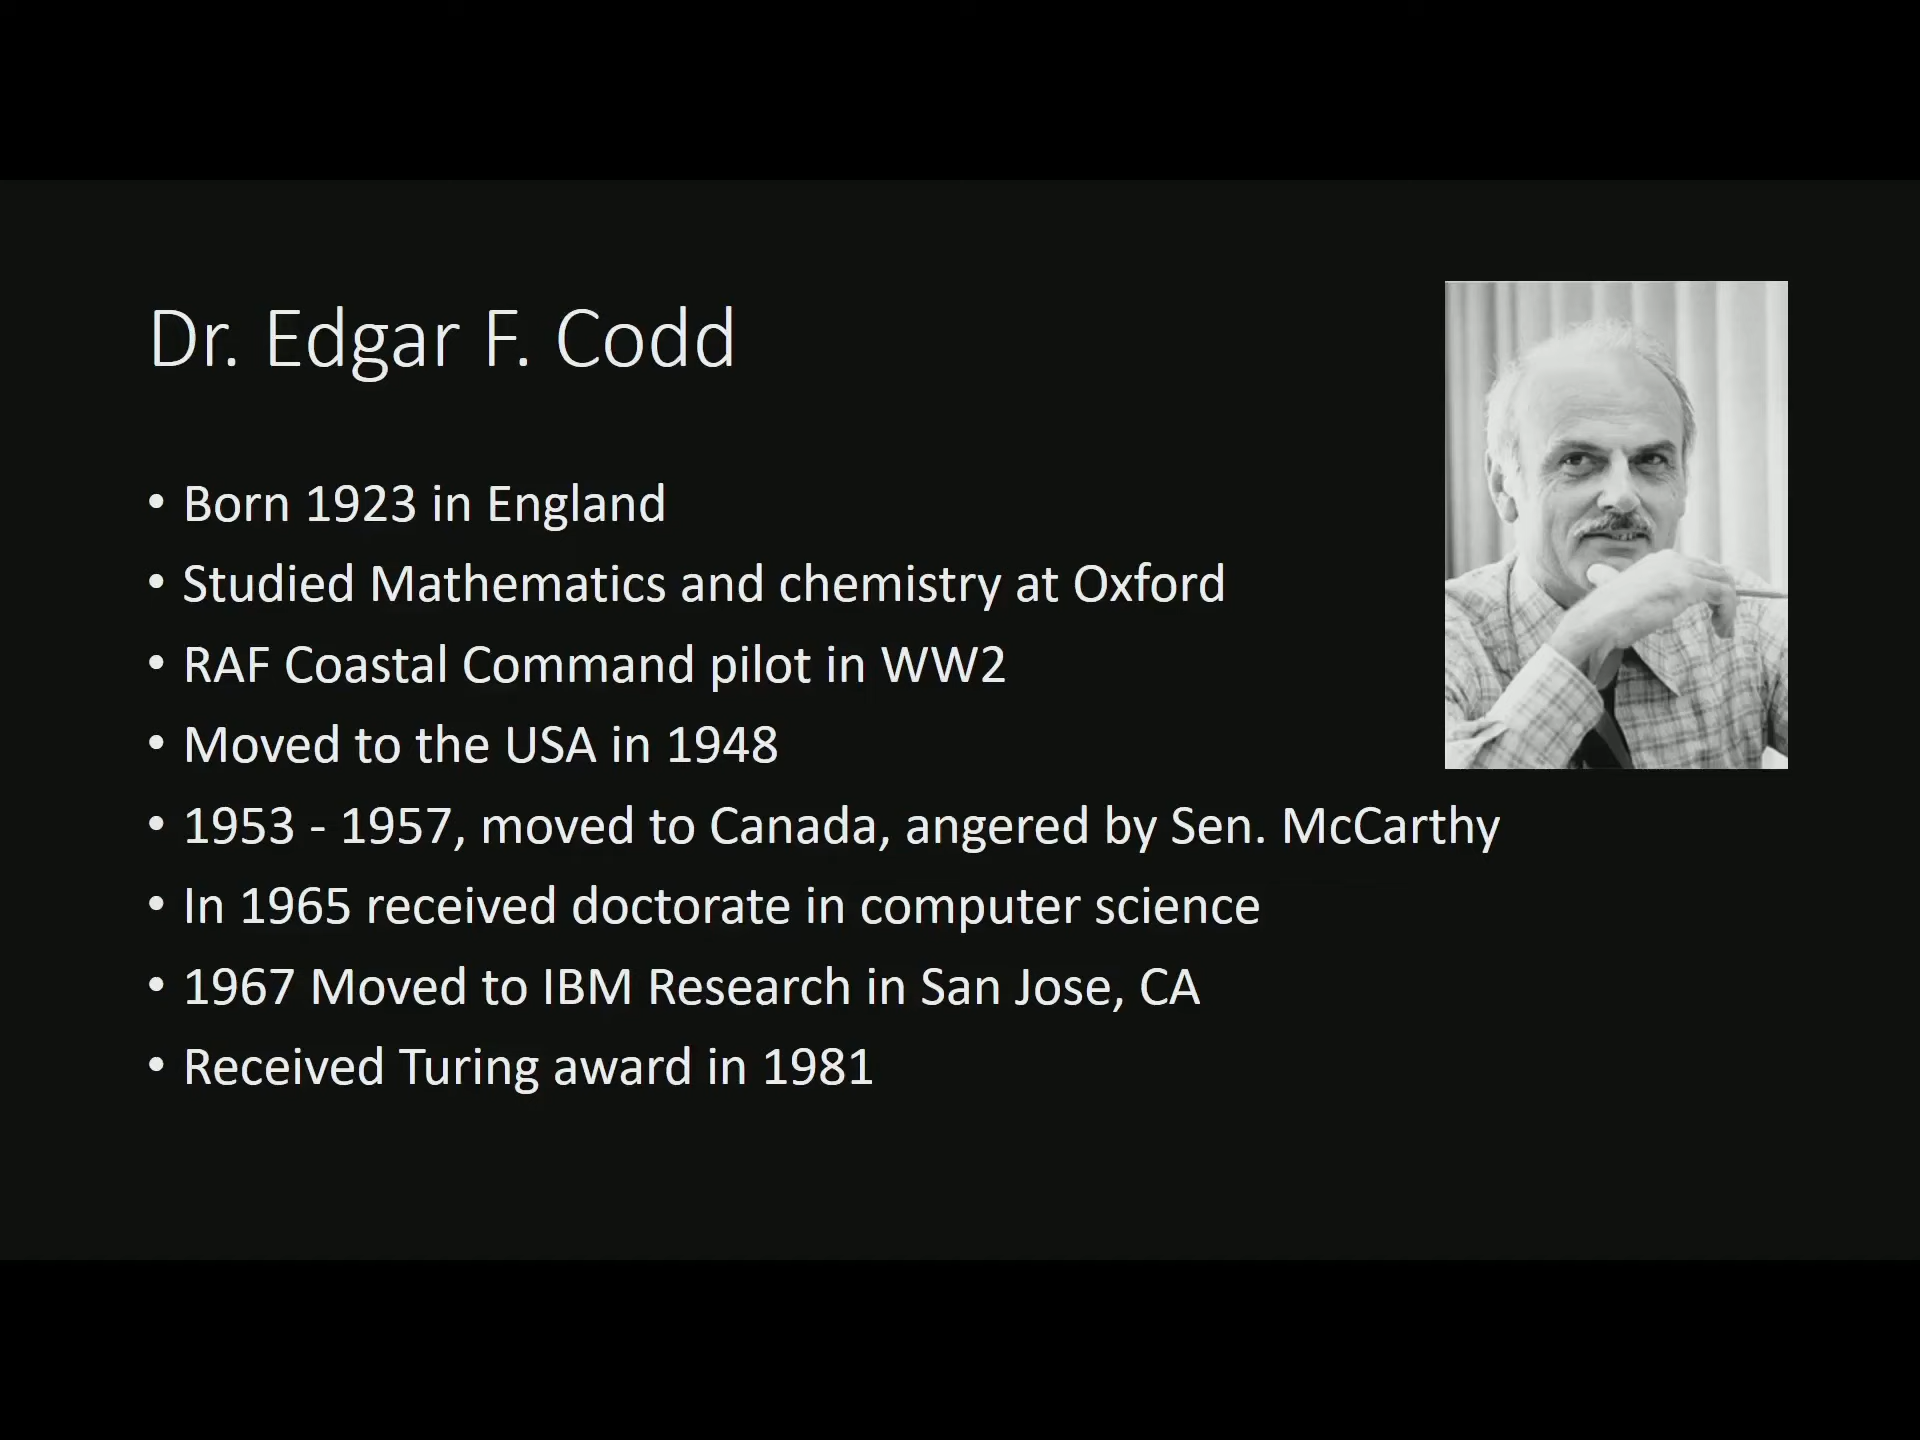 Dr. Edgar F. Codd
• Born 1923 in England
• Studied Mathematics and chemistry at Oxford
• RAF Coastal Command pilot in WW2
• Moved to the USA in 1948
• 1953 - 1957, moved to Canada, angered by Sen. McCarthy
• In 1965 received doctorate in computer science
• 1967 Moved to IBM Research in San Jose, CA
• Received Turing award in 1981